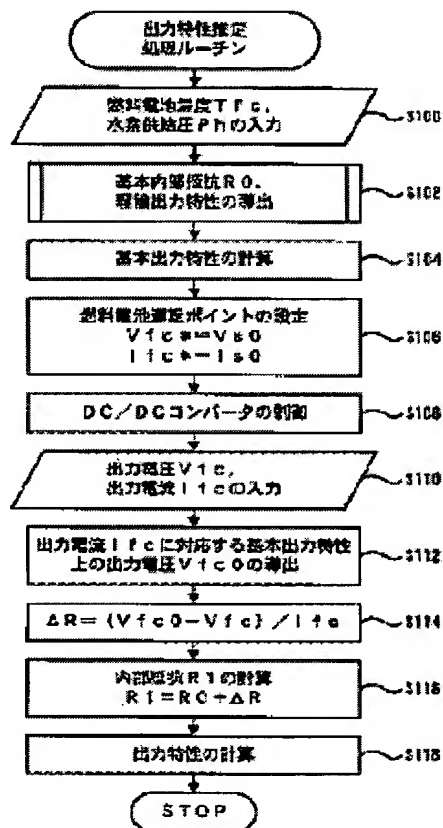 出力特性推定
処理ルーチン
燃料電池温度Tfc,
水素供給圧Phの入力
S100
基本内部抵抗R0,
理論出力特性の導出
S102
基本出力特性の計算
S104
燃料電池運転ポイントの設定
Vfc*=Vs0
Ifc*=Is0
S106
DC/DCコンバータの制御
S108
出力電圧Vfc,
出力電流Ifcの入力
S110
出力電流Ifcに対応する基本出力特性
上の出力電圧Vfc0の導出
S112
ΔR=(Vfc0-Vfc)/Ifc
S114
内部抵抗R1の計算
R1=R0+ΔR
S116
出力特性の計算
S118
STOP